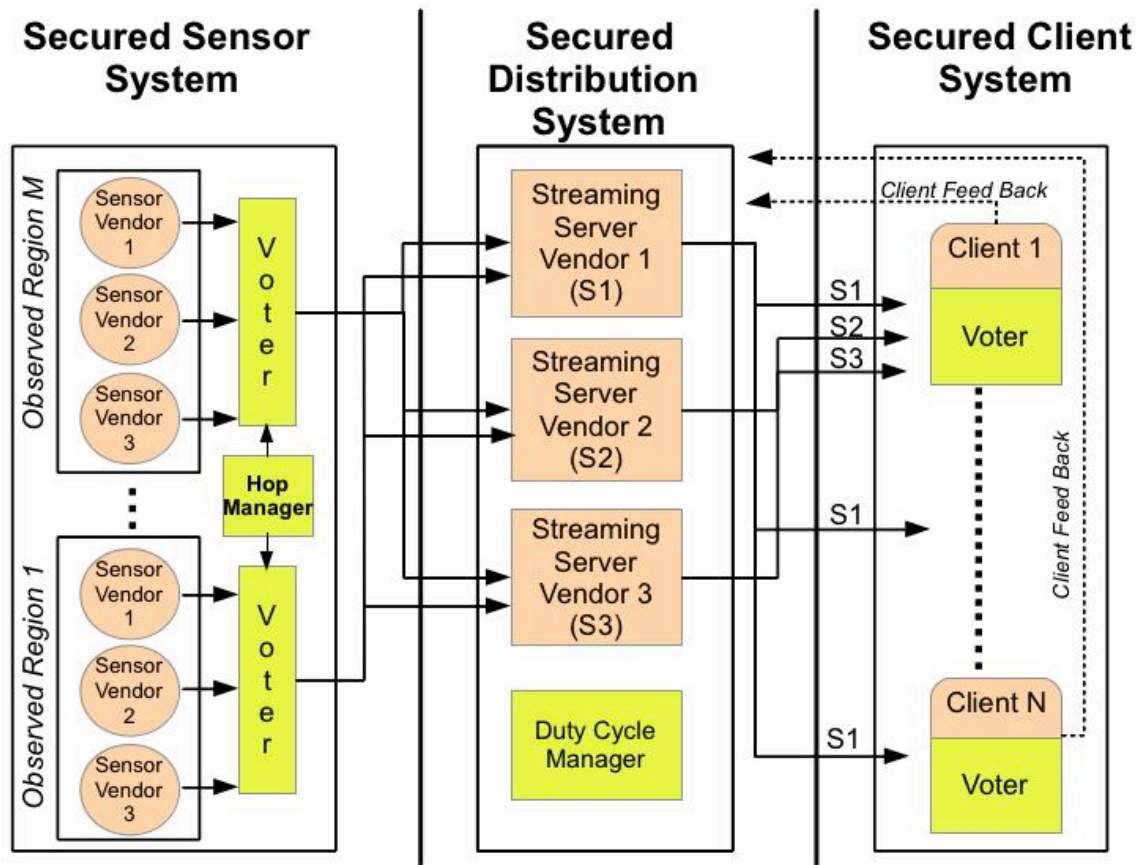 Secured Sensor
System
Secured
Distribution
System
Secured Client
System
Observed Region M
Sensor
Vendor
1
Sensor
Vendor
2
Sensor
Vendor
3
V
o
t
e
r
Hop
Manager
Observed Region 1
Sensor
Vendor
1
Sensor
Vendor
2
Sensor
Vendor
3
V
o
t
e
r
Streaming
Server
Vendor 1
(S1)
Streaming
Server
Vendor 2
(S2)
Streaming
Server
Vendor 3
(S3)
Duty Cycle
Manager
S1
S2
S3
S1
S1
Client Feed Back
Client 1
Voter
Client Feed Back
Client N
Voter